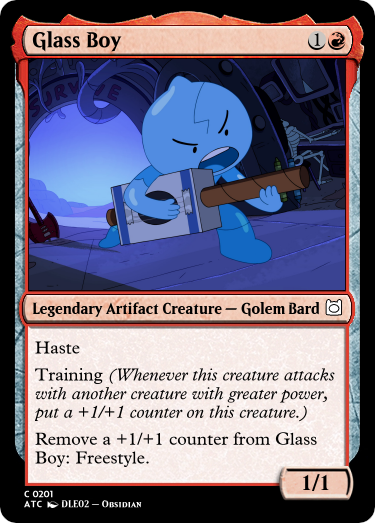 Glass Boy
1
SURVIVE
Legendary Artifact Creature — Golem Bard
Haste
Training (Whenever this creature attacks
with another creature with greater power,
put a +1/+1 counter on this creature.)
Remove a +1/+1 counter from Glass
Boy: Freestyle.
1/1
C 0201
ATC DLE02 — Obsidian